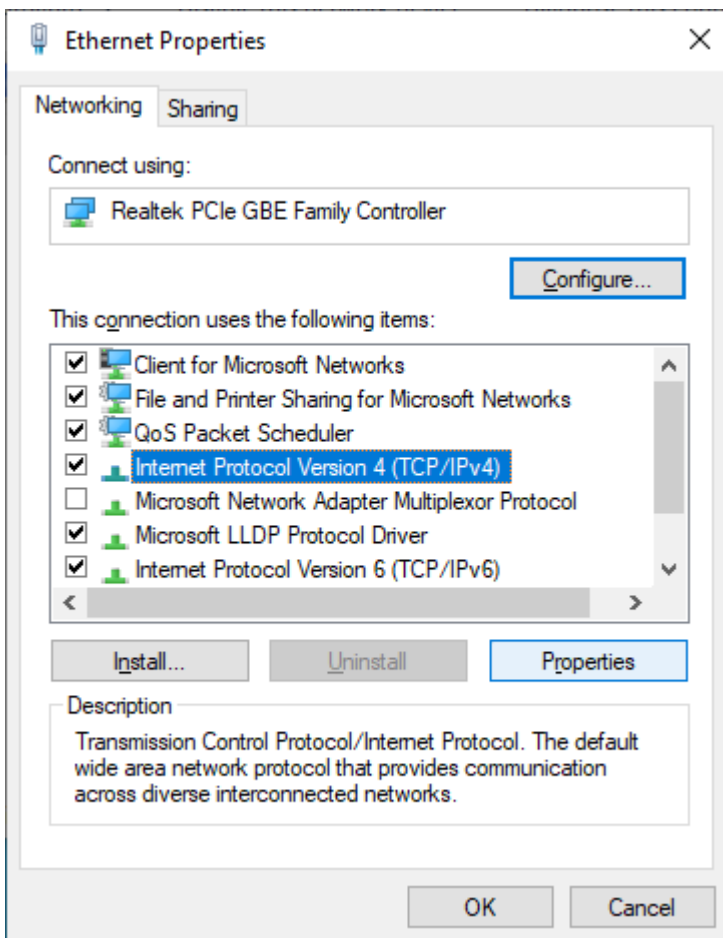 Ethernet Properties
Networking
Sharing
Connect using:
Realtek PCIe GBE Family Controller
Configure...
This connection uses the following items:
Client for Microsoft Networks
File and Printer Sharing for Microsoft Networks
QoS Packet Scheduler
Internet Protocol Version 4 (TCP/IPv4)
Microsoft Network Adapter Multiplexor Protocol
Microsoft LLDP Protocol Driver
Internet Protocol Version 6 (TCP/IPv6)
Install...
Uninstall
Properties
Description
Transmission Control Protocol/Internet Protocol. The default
wide area network protocol that provides communication
across diverse interconnected networks.
OK
Cancel